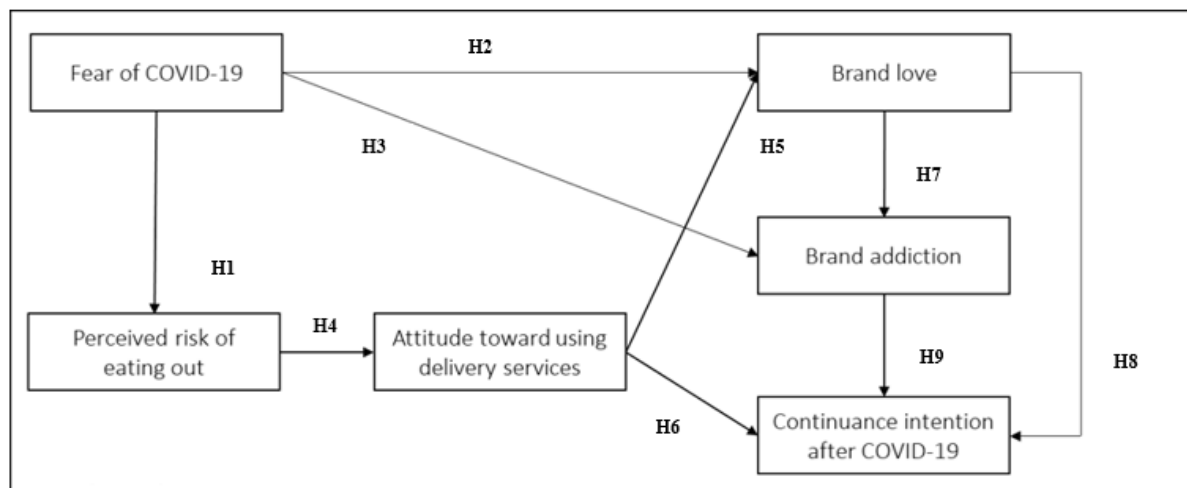 H2
Fear of COVID-19
Brand love
H3
H5
H7
Brand addiction
H1
H4
Perceived risk of
eating out
Attitude toward using
delivery services
H9
H8
H6
Continuance intention
after COVID-19